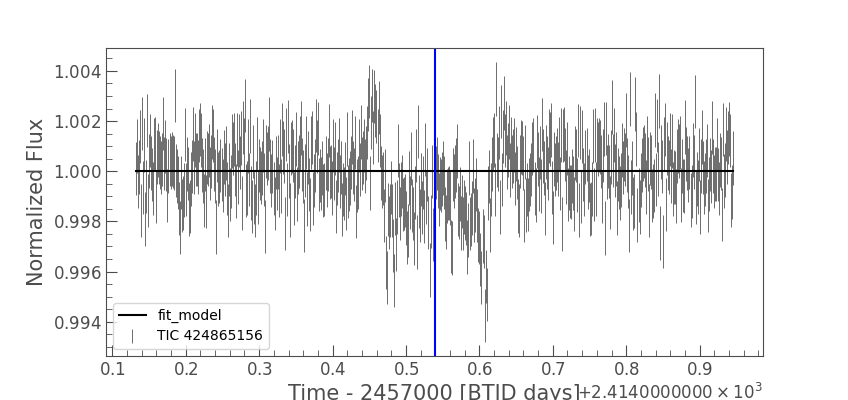 1.004
1.002
1.000
0.998
0.996
0.994
Normalized Flux
fit_model
TIC 424865156
0.1 0.2 0.3 0.4 0.5 0.6 0.7 0.8 0.9
Time - 2457000 [BTJD days]
+2.4140000000 × 10³